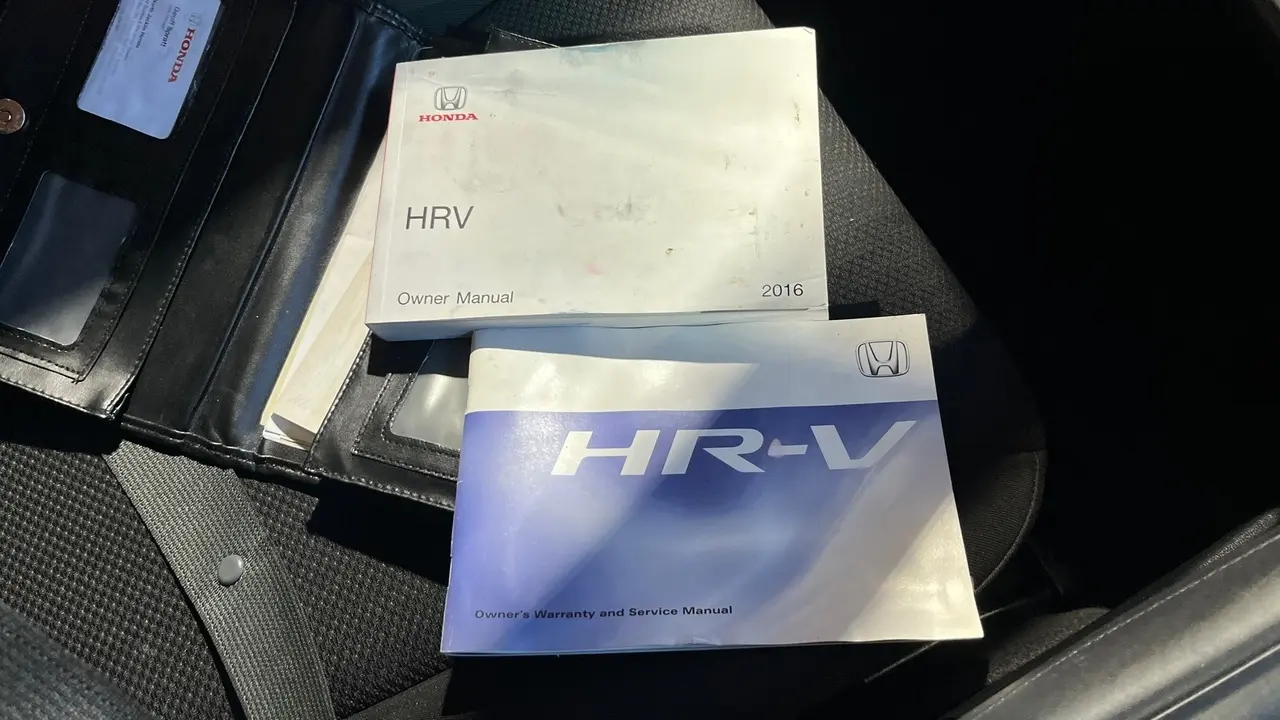 HONDA
HONDA
HRV
Owner Manual
2016
HR-V
Owner's Warranty and Service Manual